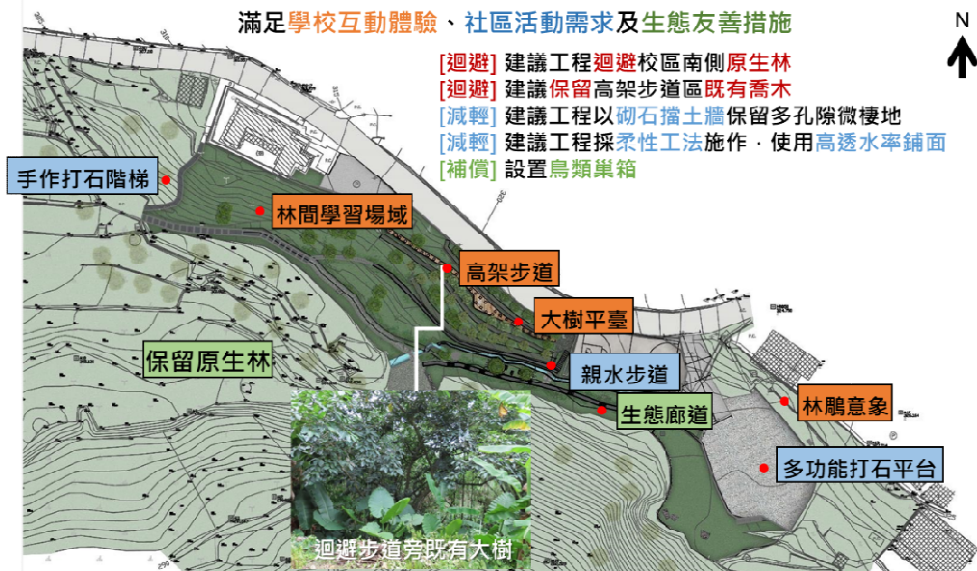 滿足學校互動體驗、社區活動需求及生態友善措施
N
[迴避] 建議工程迴避校區南側原生林
[迴避] 建議保留高架步道區既有喬木
[減輕] 建議工程以砌石擋土牆保留多孔隙微棲地
[減輕] 建議工程採柔性工法施作，使用高透水率鋪面
[補償] 設置鳥類巢箱
手作打石階梯
林間學習場域
高架步道
大樹平臺
保留原生林
親水步道
生態廊道
林鵰意象
多功能打石平台
迴避步道旁既有大樹